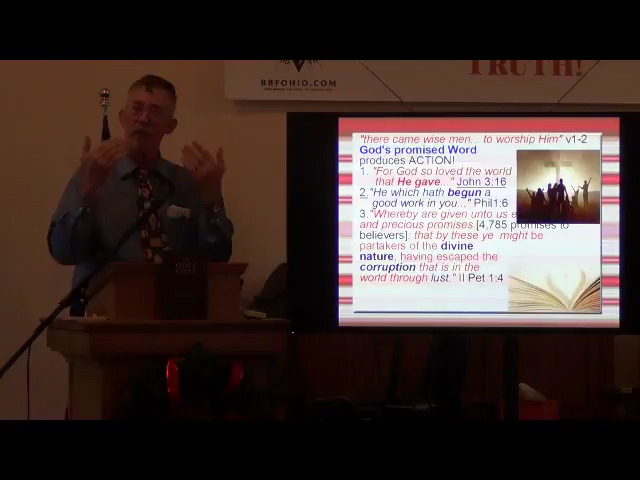 BBFOHIO.COM
TRUTH!
"there came wise men... to worship Him" v1-2
God's promised Word
produces ACTION!
1. "For God so loved the world
that He gave..." John 3:16
2."He which hath begun a
good work in you..." Phil1:6
3."Whereby are given unto us e
and precious promises [4,785 promises to
believers]: that by these ye might be
partakers of the divine
nature, having escaped the
corruption that is in the
world through lust." II Pet 1:4
HOLY
BIBLE